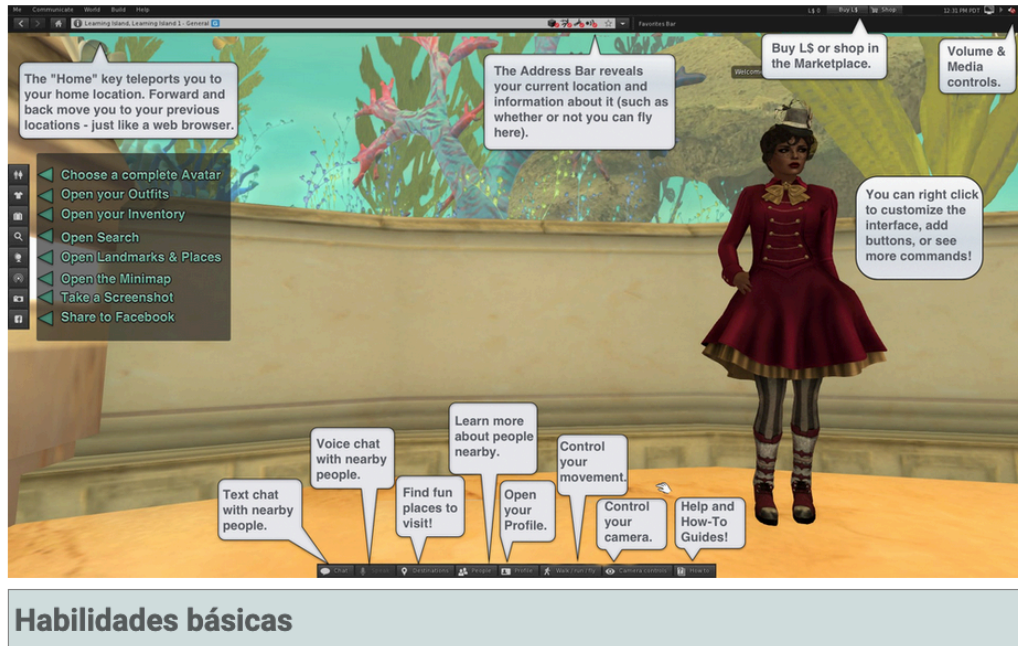 Me Communicate World Build Help
L$ 0 Buy L$ Shop 12:31 PM PDT
Learning Island, Learning Island 1 - General G
Favorites Bar
The "Home" key teleports you to
your home location. Forward and
back move you to your previous
locations - just like a web browser.
The Address Bar reveals
your current location and
information about it (such as
whether or not you can fly
here).
Buy L$ or shop in
the Marketplace.
Volume &
Media
controls.
Choose a complete Avatar
Open your Outfits
Open your Inventory
Open Search
Open Landmarks & Places
Open the Minimap
Take a Screenshot
Share to Facebook
You can right click
to customize the
interface, add
buttons, or see
more commands!
Text chat
with nearby
people.
Voice chat
with nearby
people.
Find fun
places to
visit!
Learn more
about people
nearby.
Open
your
Profile.
Control
your
movement.
Control
your
camera.
Help and
How-To
Guides!
Chat Speak Destinations People Profile Walk / run / fly Camera controls How to
Habilidades básicas